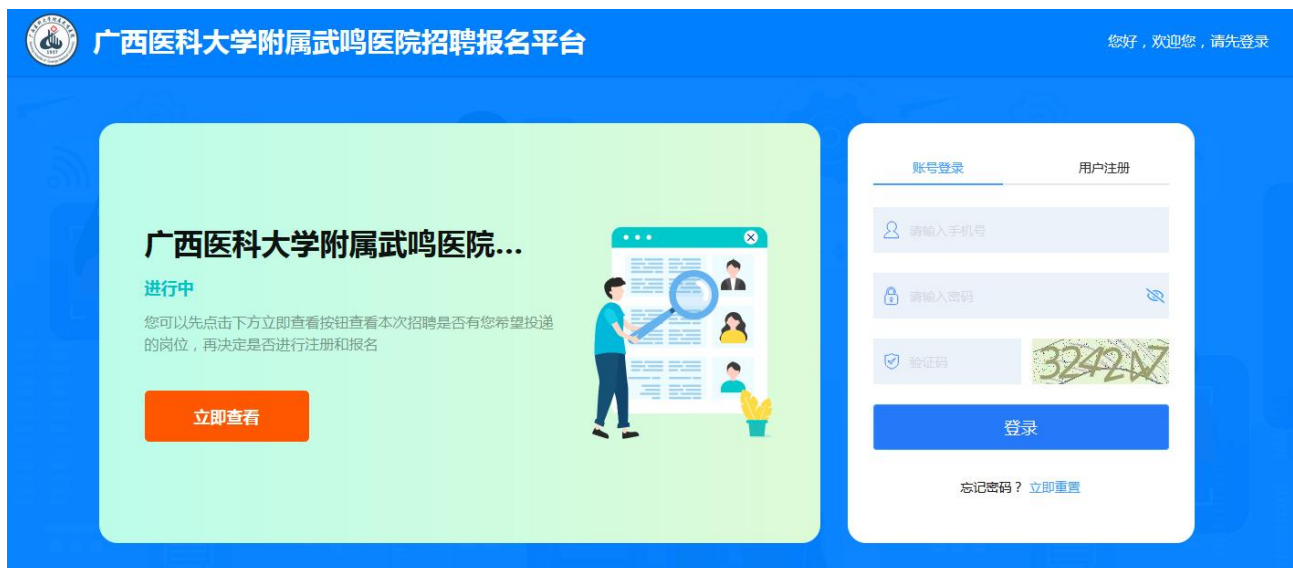 广西医科大学附属武鸣医院招聘报名平台
您好，欢迎您，请先登录
广西医科大学附属武鸣医院...
进行中
您可以先点击下方立即查看按钮查看本次招聘是否有您希望投递
的岗位，再决定是否进行注册和报名
立即查看
账号登录
用户注册
请输入手机号
请输入密码
验证码
登录
忘记密码？ 立即重置